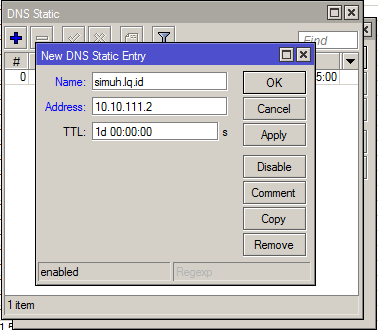 DNS Static
Find
#
0
5:00
New DNS Static Entry
Name: simuh.lq.id
OK
Address: 10.10.111.2
Cancel
TTL: 1d 00:00:00 s
Apply
Disable
Comment
Copy
Remove
enabled
Regexp
1 item